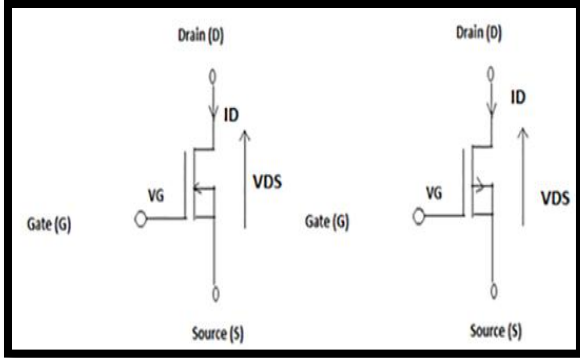 Drain (D)
ID
VG
VDS
Gate (G)
Source (S)
Drain (D)
ID
VG
VDS
Gate (G)
Source (S)